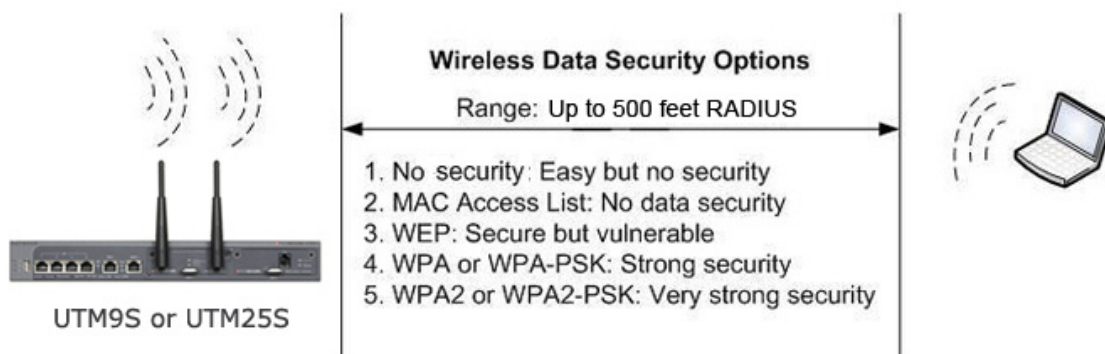 Wireless Data Security Options
Range: Up to 500 feet RADIUS
1. No security: Easy but no security
2. MAC Access List: No data security
3. WEP: Secure but vulnerable
4. WPA or WPA-PSK: Strong security
5. WPA2 or WPA2-PSK: Very strong security
UTM9S or UTM25S